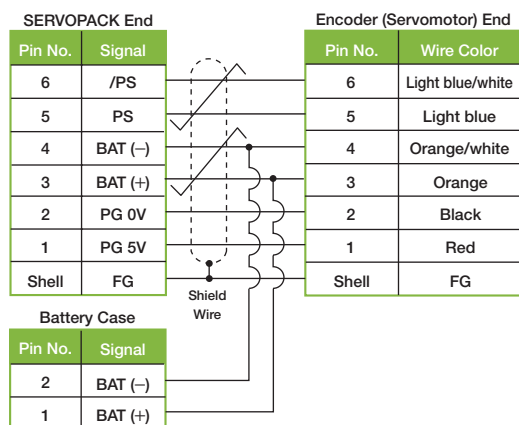 SERVOPACK End
Pin No. Signal
6 /PS
5 PS
4 BAT (−)
3 BAT (+)
2 PG 0V
1 PG 5V
Shell FG
Shield
Wire
Encoder (Servomotor) End
Pin No. Wire Color
6 Light blue/white
5 Light blue
4 Orange/white
3 Orange
2 Black
1 Red
Shell FG
Battery Case
Pin No. Signal
2 BAT (−)
1 BAT (+)